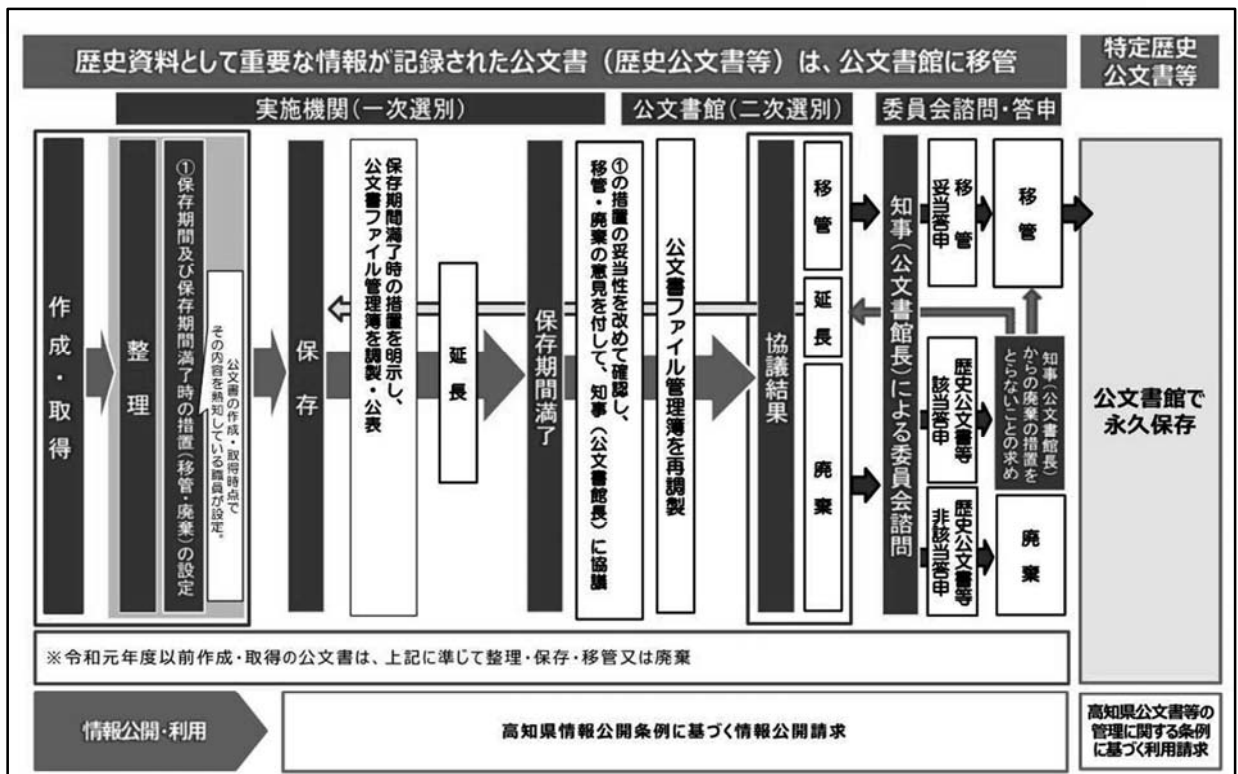 歴史資料として重要な情報が記録された公文書（歴史公文書等）は、公文書館に移管
特定歴史
公文書等
実施機関（一次選別）
公文書館（二次選別）
委員会諮問・答申
作成・取得
整理
①保存期間及び保存期間満了時の措置（移管・廃棄）の設定
公文書の作成・取得時点で
その内容を熟知している職員が設定。
保存
保存期間満了時の措置を明示し、
公文書ファイル管理簿を調製・公表
延長
保存期間満了
①の措置の妥当性を改めて確認し、
移管・廃棄の意見を付して、知事（公文書館長）に協議
公文書ファイル管理簿を再調製
協議結果
移管
延長
廃棄
知事（公文書館長）による委員会諮問
移管
妥当答申
歴史公文書等
該当答申
歴史公文書等
非該当答申
移管
知事（公文書館長）
からの廃棄の措置を
とらないことの求め
廃棄
公文書館で
永久保存
※令和元年度以前作成・取得の公文書は、上記に準じて整理・保存・移管又は廃棄
情報公開・利用
高知県情報公開条例に基づく情報公開請求
高知県公文書等の
管理に関する条例
に基づく利用請求